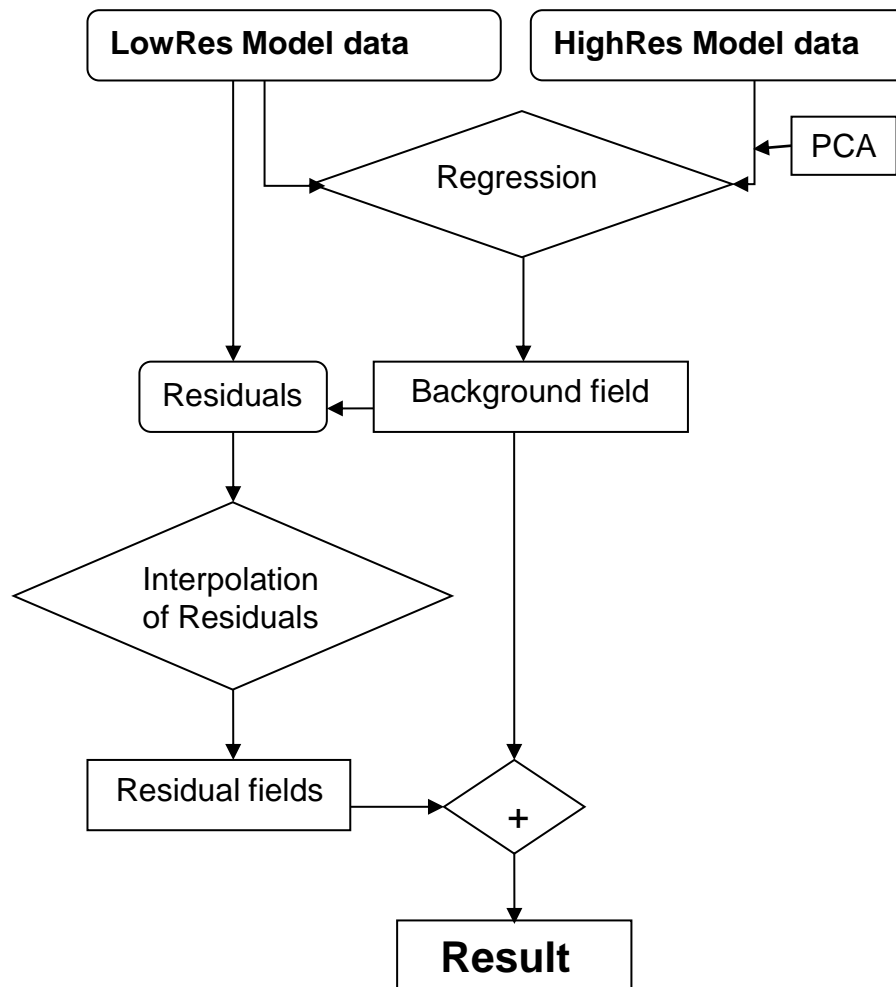 LowRes Model data
HighRes Model data
PCA
Regression
Residuals
Background field
Interpolation
of Residuals
Residual fields
+
Result